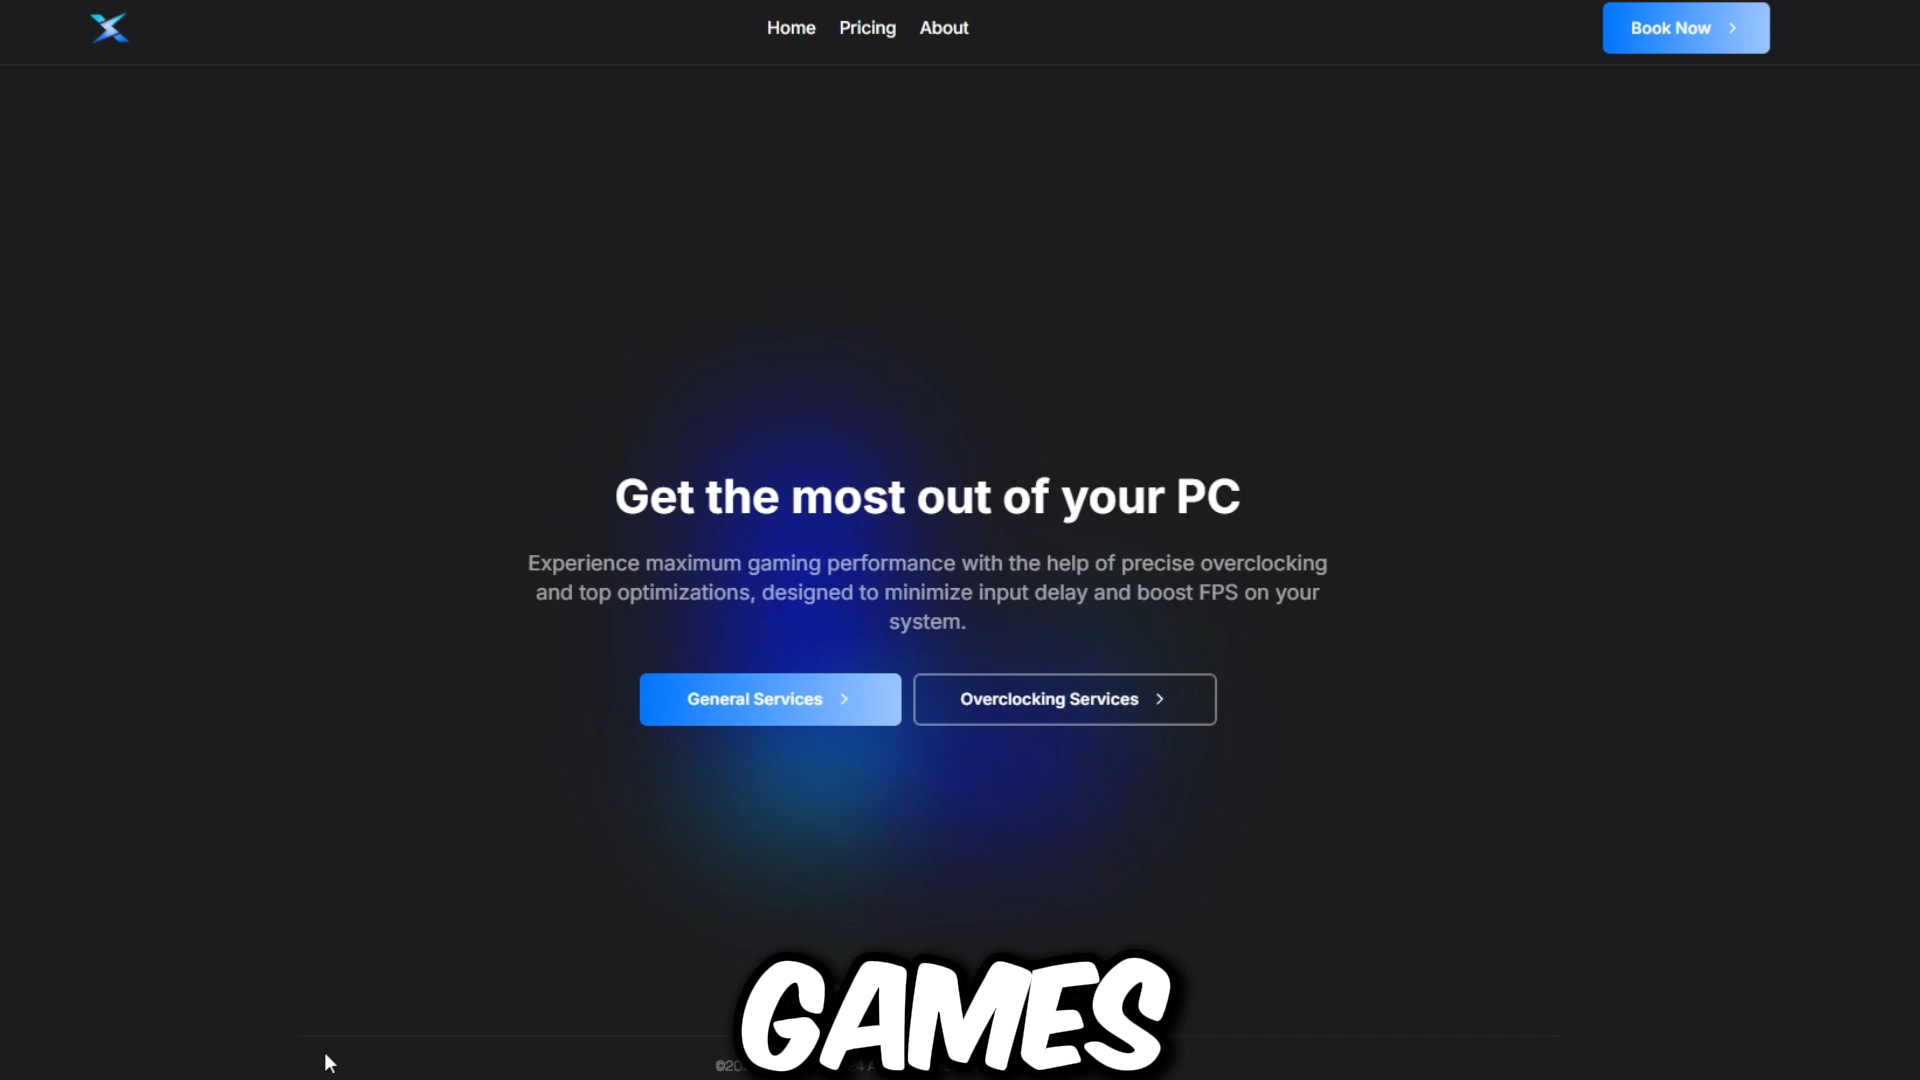 Home Pricing About
Book Now
Get the most out of your PC
Experience maximum gaming performance with the help of precise overclocking
and top optimizations, designed to minimize input delay and boost FPS on your
system.
General Services
Overclocking Services
GAMES